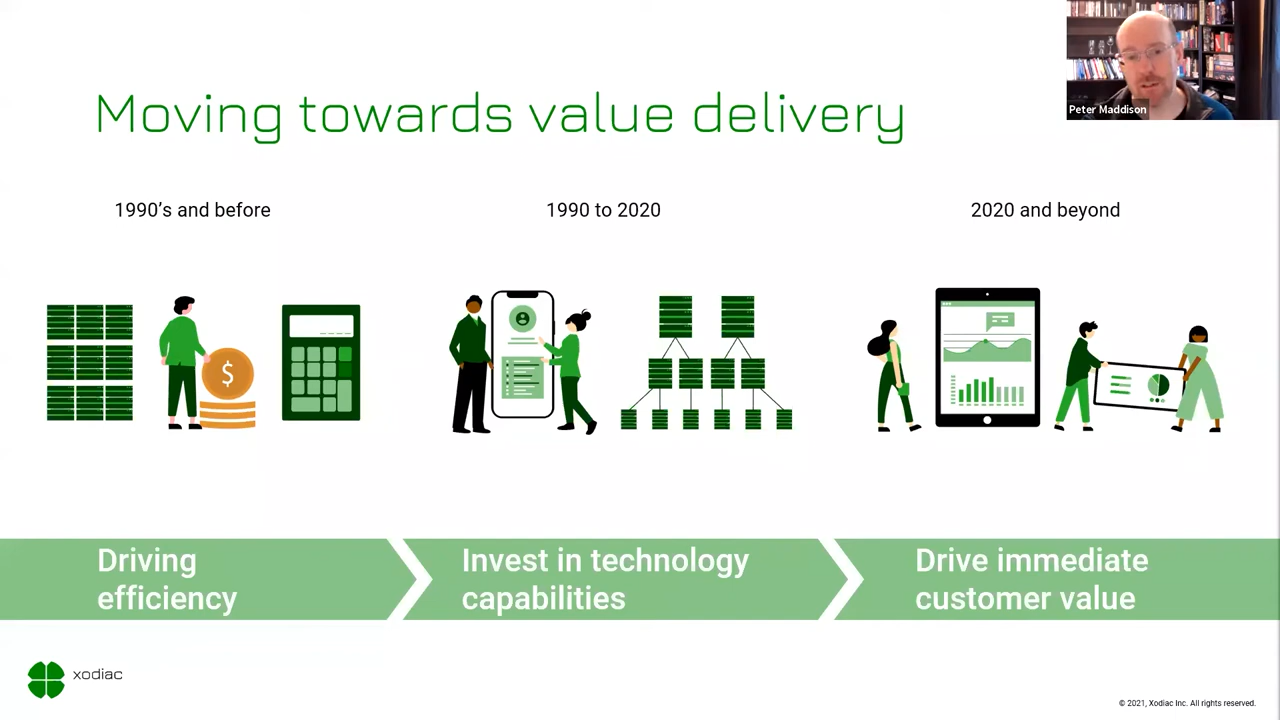 Moving towards value delivery
Peter Maddison
1990’s and before
1990 to 2020
2020 and beyond
$
Driving
efficiency
Invest in technology
capabilities
Drive immediate
customer value
xodiac
© 2021, Xodiac Inc. All rights reserved.